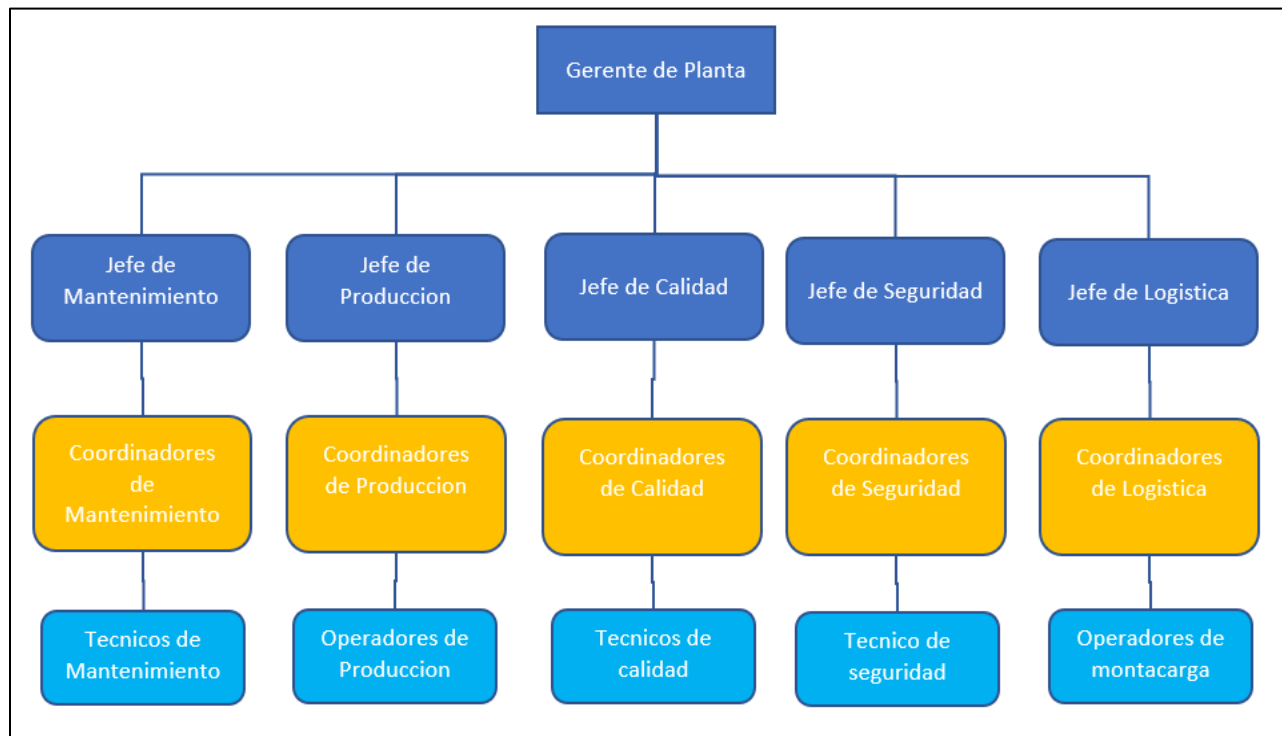 Gerente de Planta
Jefe de
Mantenimiento
Jefe de
Produccion
Jefe de Calidad
Jefe de Seguridad
Jefe de Logistica
Coordinadores
de
Mantenimiento
Coordinadores
de Produccion
Coordinadores
de Calidad
Coordinadores
de Seguridad
Coordinadores
de Logistica
Tecnicos de
Mantenimiento
Operadores de
Produccion
Tecnicos de
calidad
Tecnico de
seguridad
Operadores de
montacarga